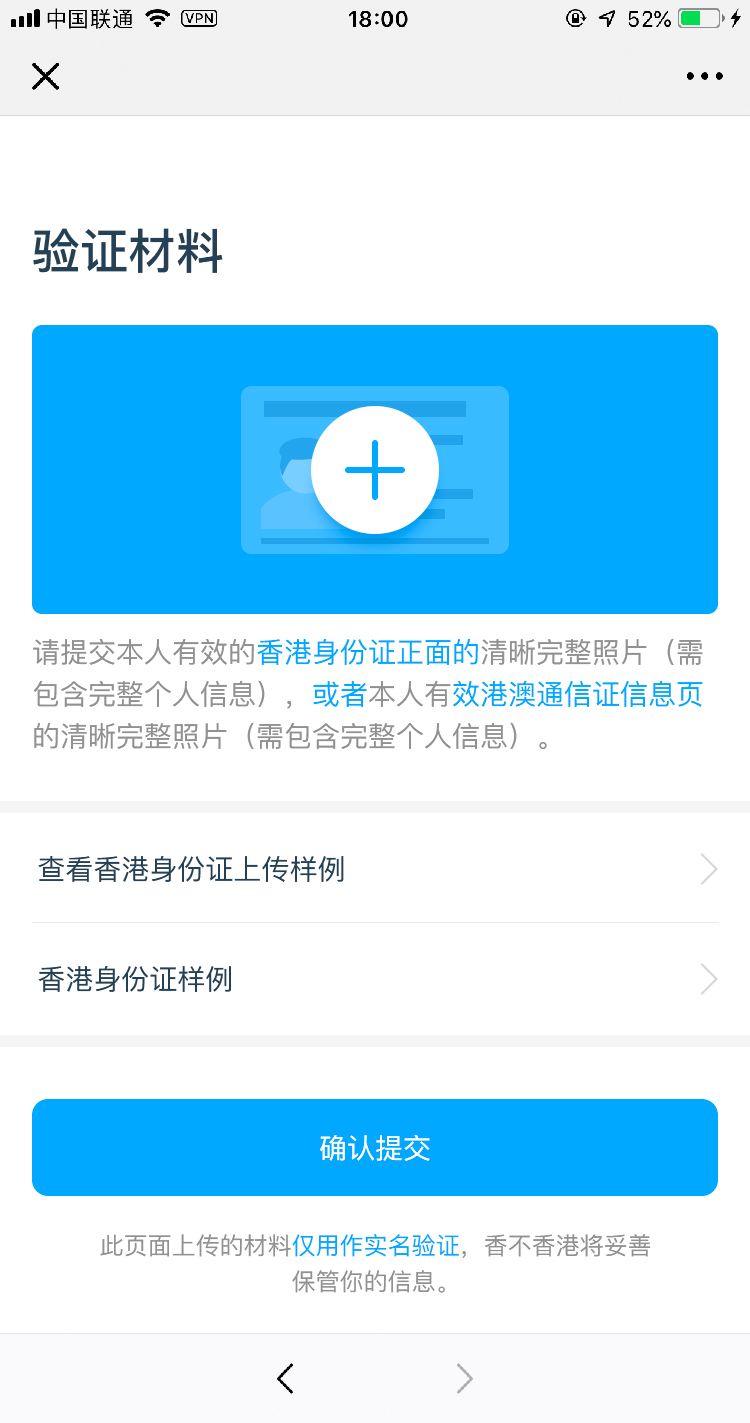 中国联通 VPN 18:00 52%
验证材料
请提交本人有效的香港身份证正面的清晰完整照片（需
包含完整个人信息），或者本人有效港澳通信证信息页
的清晰完整照片（需包含完整个人信息）。
查看香港身份证上传样例
香港身份证样例
确认提交
此页面上传的材料仅用作实名验证，香不香港将妥善
保管你的信息。